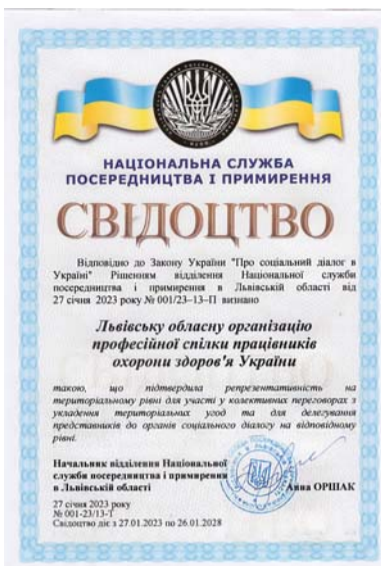 НАЦІОНАЛЬНА СЛУЖБА
ПОСЕРЕДНИЦТВА І ПРИМИРЕННЯ
СВІДОЦТВО
Відповідно до Закону України "Про соціальний діалог в
Україні" Рішенням відділення Національної служби
посередництва і примирення в Львівській області від
27 січня 2023 року № 001/23–13–П визнано
Львівську обласну організацію
професійної спілки працівників
охорони здоров'я України
такою, що підтвердила репрезентативність на
територіальному рівні для участі у колективних переговорах з
укладення територіальних угод та для делегування
представників до органів соціального діалогу на відповідному
рівні.
Начальник відділення Національної
служби посередництва і примирення
в Львівській області Анна ОРШАК
27 січня 2023 року
№ 001-23/13-Т
Свідоцтво діє з 27.01.2023 по 26.01.2028